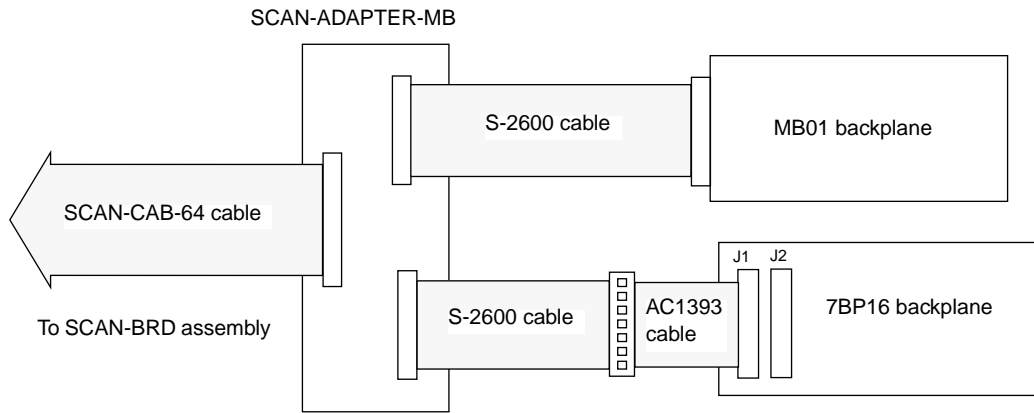 SCAN-ADAPTER-MB
S-2600 cable
MB01 backplane
SCAN-CAB-64 cable
J1 J2
To SCAN-BRD assembly
S-2600 cable
AC1393
cable
7BP16 backplane